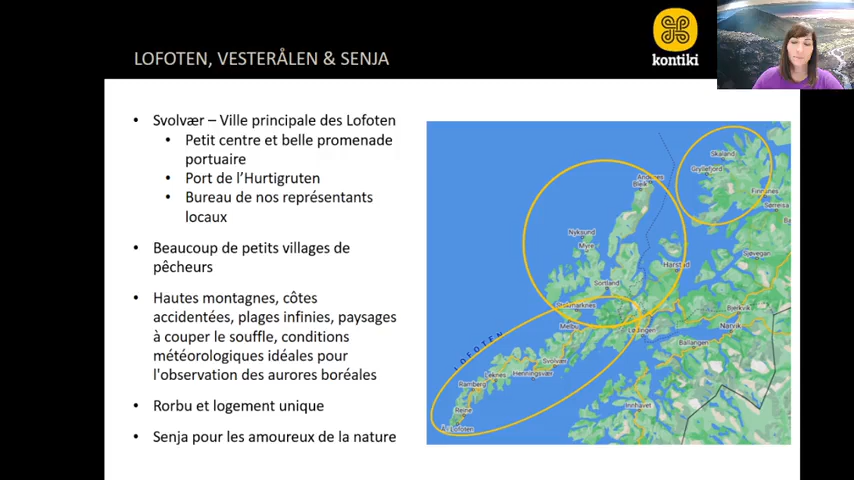 LOFOTEN, VESTERÅLEN & SENJA
kontiki
• Svolvær – Ville principale des Lofoten
• Petit centre et belle promenade
portuaire
• Port de l'Hurtigruten
• Bureau de nos représentants
locaux
• Beaucoup de petits villages de
pêcheurs
• Hautes montagnes, côtes
accidentées, plages infinies, paysages
à couper le souffle, conditions
météorologiques idéales pour
l'observation des aurores boréales
• Rorbu et logement unique
• Senja pour les amoureux de la nature
Skaland
Gryllefjord
Andenes
Bleik
Finnsnes
Sørreisa
Nyksund
Myre
Harstad
Sjøvegan
Sortland
Bjerkvik
Melbu
Lødingen
Narvik
LOFOTEN
Ballangen
Svolvær
Leknes
Henningsvær
Ramberg
Innhavet
Reine
Å i Lofoten